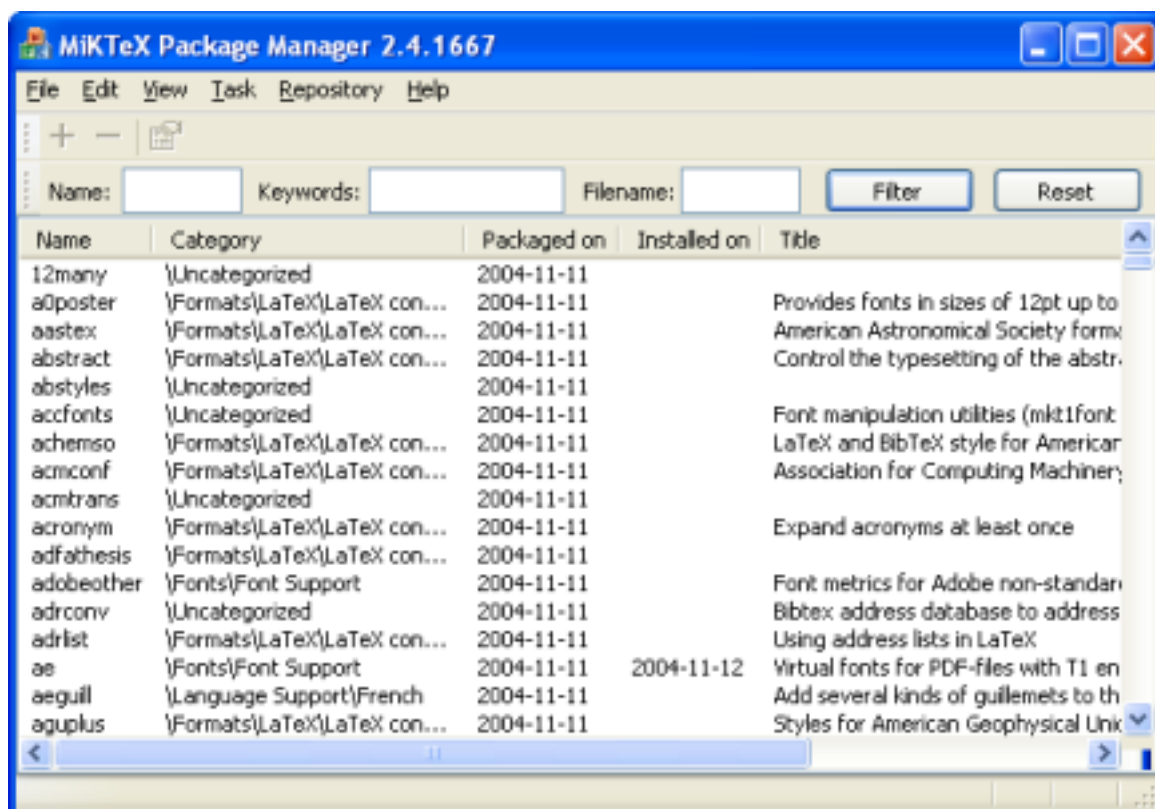 MiKTeX Package Manager 2.4.1667
File Edit View Task Repository Help
Name: Keywords: Filename: Filter Reset
Name Category Packaged on Installed on Title
12many \Uncategorized 2004-11-11
a0poster \Formats\LaTeX\LaTeX con... 2004-11-11 Provides fonts in sizes of 12pt up to
aastex \Formats\LaTeX\LaTeX con... 2004-11-11 American Astronomical Society forma
abstract \Formats\LaTeX\LaTeX con... 2004-11-11 Control the typesetting of the abstra
abstyles \Uncategorized 2004-11-11
accfonts \Uncategorized 2004-11-11 Font manipulation utilities (mkt1font
achemso \Formats\LaTeX\LaTeX con... 2004-11-11 LaTeX and BibTeX style for American
acmconf \Formats\LaTeX\LaTeX con... 2004-11-11 Association for Computing Machinery
acmtrans \Uncategorized 2004-11-11
acronym \Formats\LaTeX\LaTeX con... 2004-11-11 Expand acronyms at least once
adfathesis \Formats\LaTeX\LaTeX con... 2004-11-11
adobeother \Fonts\Font Support 2004-11-11 Font metrics for Adobe non-standard
adrconv \Uncategorized 2004-11-11 Bibtex address database to address
adrlist \Formats\LaTeX\LaTeX con... 2004-11-11 Using address lists in LaTeX
ae \Fonts\Font Support 2004-11-11 2004-11-12 Virtual fonts for PDF-files with T1 en
aeguill \Language Support\French 2004-11-11 Add several kinds of guillemets to th
aguplus \Formats\LaTeX\LaTeX con... 2004-11-11 Styles for American Geophysical Unic